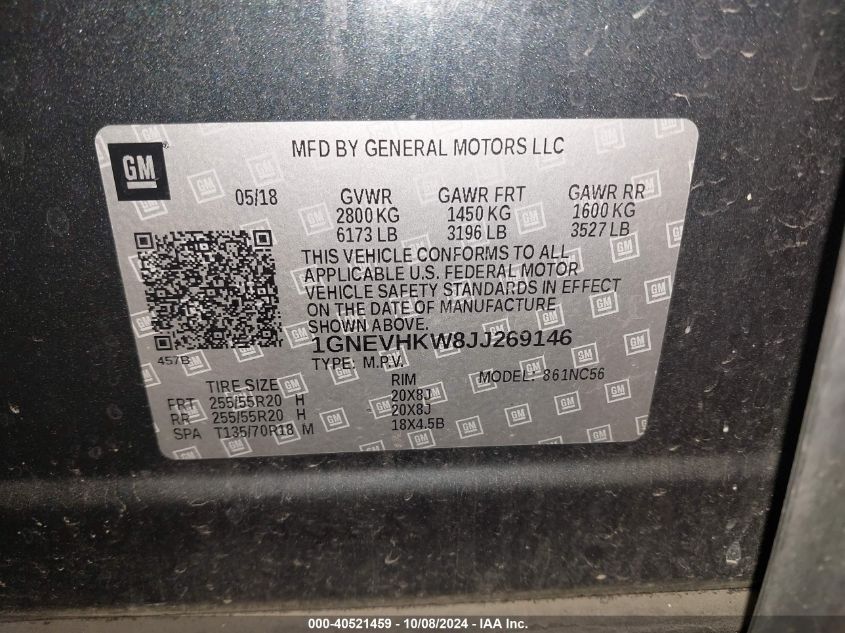 MFD BY GENERAL MOTORS LLC
GM
05/18 GVWR GAWR FRT GAWR RR
2800 KG 1450 KG 1600 KG
6173 LB 3196 LB 3527 LB
THIS VEHICLE CONFORMS TO ALL
APPLICABLE U.S. FEDERAL MOTOR
VEHICLE SAFETY STANDARDS IN EFFECT
ON THE DATE OF MANUFACTURE
SHOWN ABOVE.
1GNEVHKW8JJ269146
457B
TYPE: M.P.V. MODEL: 861NC56
TIRE SIZE RIM
FRT 255/55R20 H 20X8J
RR 255/55R20 H 20X8J
SPA T135/70R18 M 18X4.5B
000-40521459 - 10/08/2024 - IAA Inc.